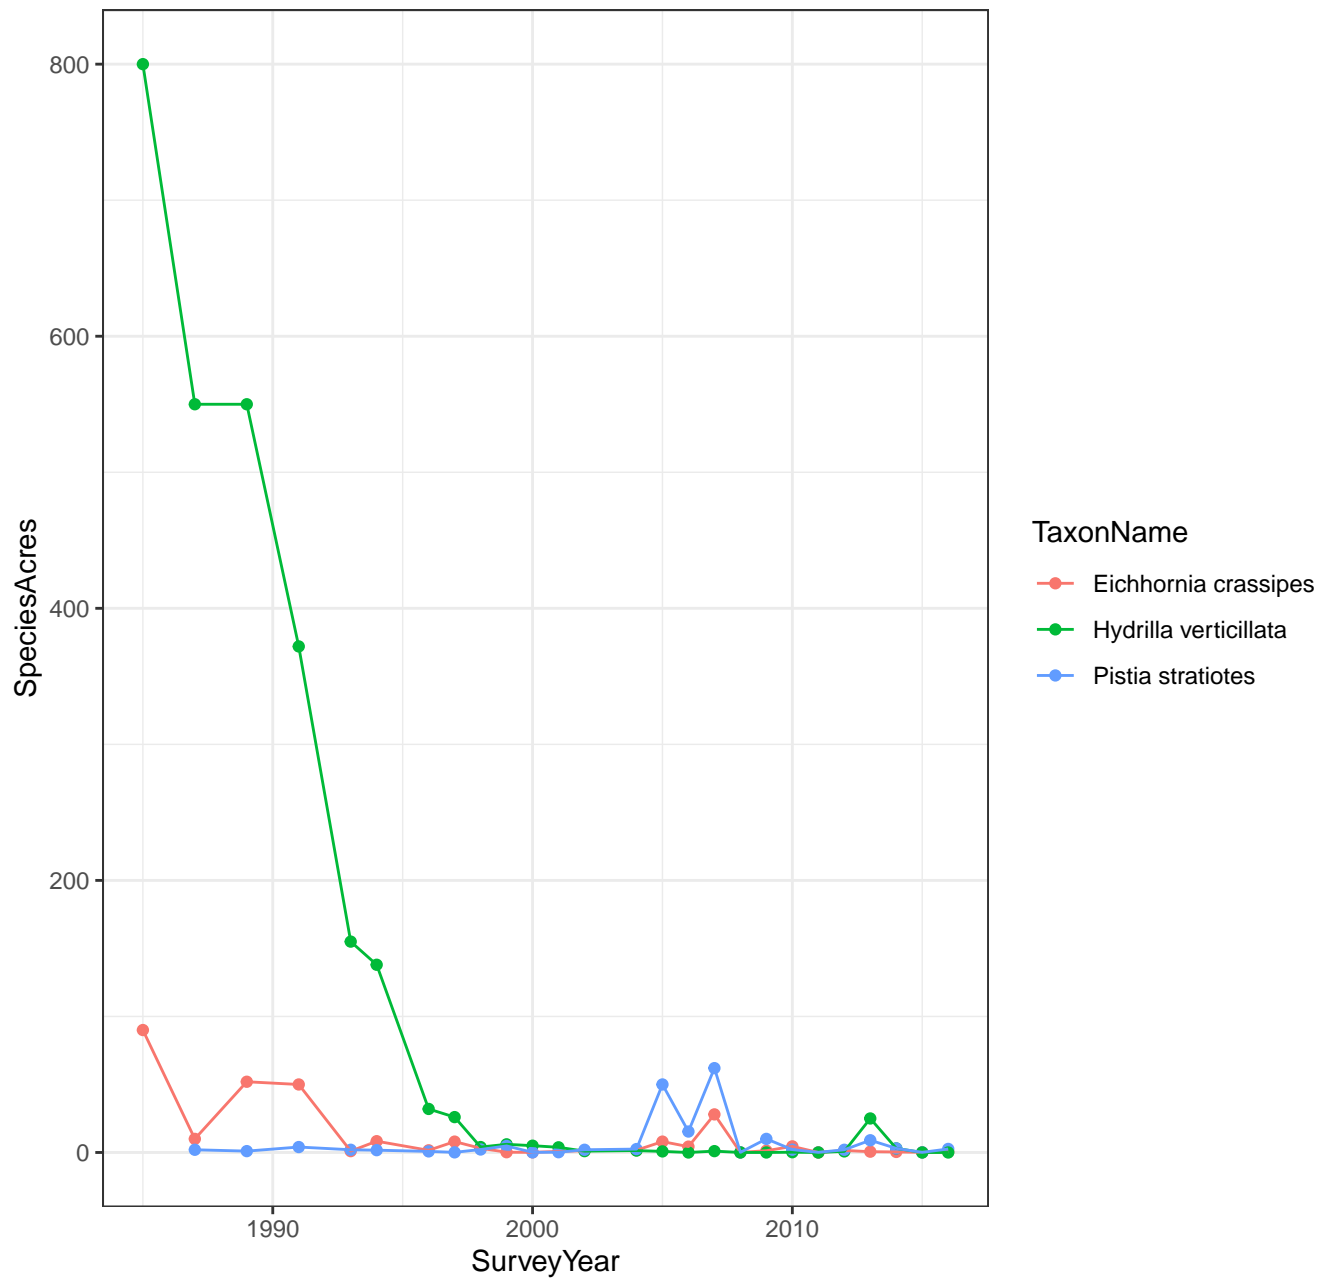 800
600
400
200
0
SpeciesAcres
1990
2000
2010
SurveyYear
TaxonName
Eichhornia crassipes
Hydrilla verticillata
Pistia stratiotes